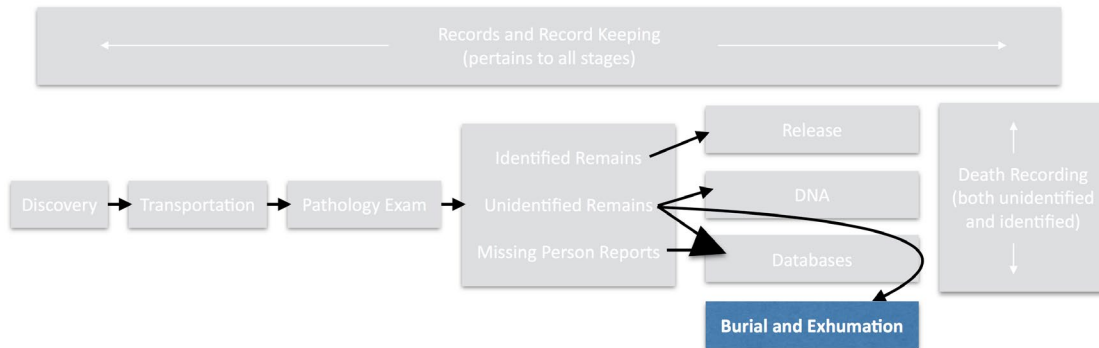 Records and Record Keeping
(pertains to all stages)
Discovery
Transportation
Pathology Exam
Identified Remains
Unidentified Remains
Missing Person Reports
Release
DNA
Databases
Burial and Exhumation
Death Recording
(both unidentified
and identified)